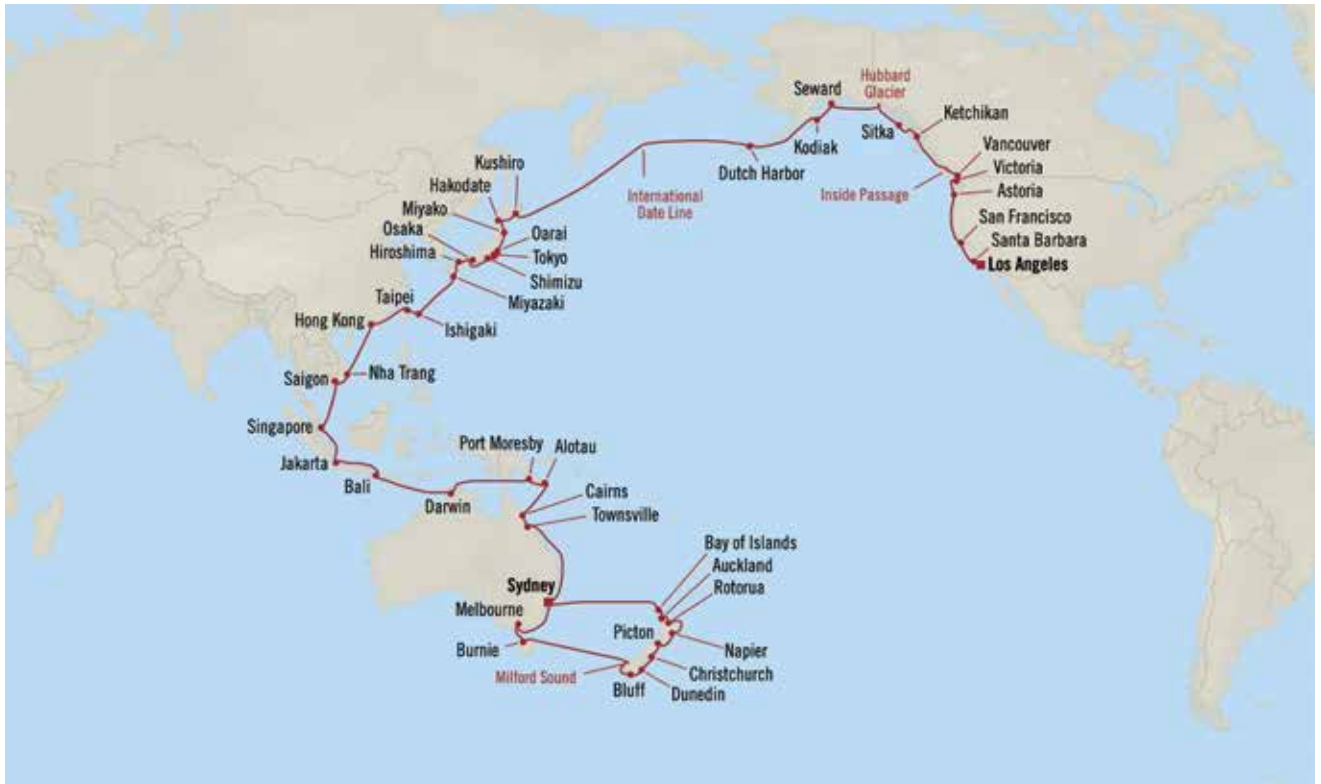 Hubbard
Glacier
Seward
Ketchikan
Sitka
Kodiak
Vancouver
Dutch Harbor
Victoria
Inside Passage
Astoria
International
Date Line
San Francisco
Santa Barbara
Los Angeles
Kushiro
Hakodate
Miyako
Osaka
Oarai
Hiroshima
Tokyo
Shimizu
Miyazaki
Taipei
Hong Kong
Ishigaki
Nha Trang
Saigon
Singapore
Port Moresby
Alotau
Jakarta
Bali
Darwin
Cairns
Townsville
Bay of Islands
Auckland
Rotorua
Sydney
Melbourne
Picton
Burnie
Napier
Milford Sound
Christchurch
Bluff
Dunedin